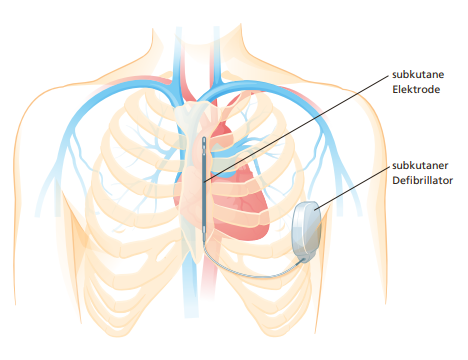 subkutane
Elektrode
subkutaner
Defibrillator